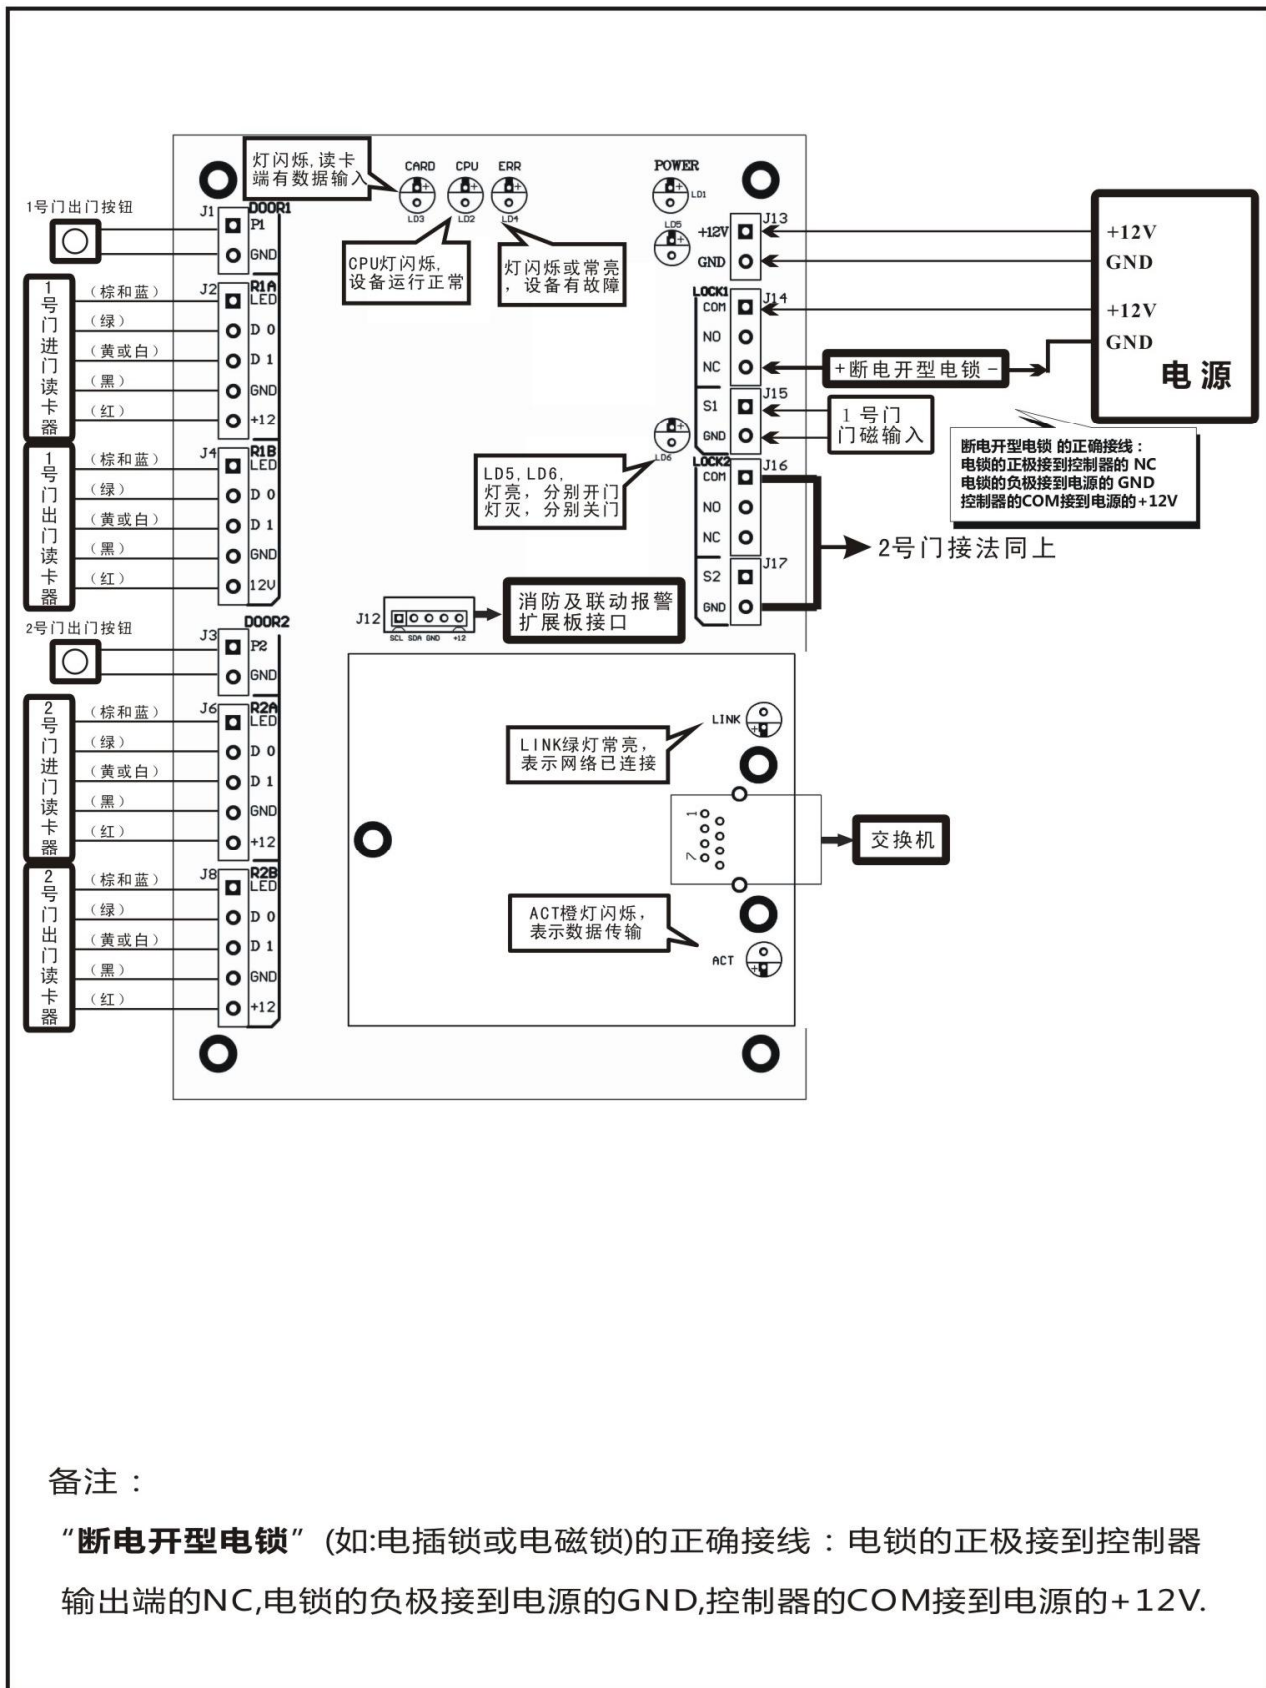 灯闪烁,读卡
端有数据输入
CARD CPU ERR
LD3 LD2 LD4
CPU灯闪烁,
设备运行正常
灯闪烁或常亮
，设备有故障
POWER
LD1
LD5
1号门出门按钮
J1 DOOR1
P1
GND
1号门进门读卡器
J2 R1A
（棕和蓝） LED
（绿） D 0
（黄或白） D 1
（黑） GND
（红） +12
1号门出门读卡器
J4 R1B
（棕和蓝） LED
（绿） D 0
（黄或白） D 1
（黑） GND
（红） 12V
2号门出门按钮
J3 DOOR2
P2
GND
2号门进门读卡器
J6 R2A
（棕和蓝） LED
（绿） D 0
（黄或白） D 1
（黑） GND
（红） +12
2号门出门读卡器
J8 R2B
（棕和蓝） LED
（绿） D 0
（黄或白） D 1
（黑） GND
（红） +12
J13
+12V
GND
LOCK1 J14
COM
NO
NC
J15
S1
GND
LD6
LOCK2 J16
COM
NO
NC
J17
S2
GND
+12V
GND
+12V
GND
电源
+断电开型电锁-
1号门
门磁输入
断电开型电锁 的正确接线：
电锁的正极接到控制器的 NC
电锁的负极接到电源的 GND
控制器的COM接到电源的+12V
LD5,LD6,
灯亮，分别开门
灯灭，分别关门
2号门接法同上
J12
SCL SDA GND +12
消防及联动报警
扩展板接口
LINK
LINK绿灯常亮，
表示网络已连接
1
7
交换机
ACT橙灯闪烁，
表示数据传输
ACT
备注：
“断电开型电锁”(如:电插锁或电磁锁)的正确接线：电锁的正极接到控制器
输出端的NC,电锁的负极接到电源的GND,控制器的COM接到电源的+12V.